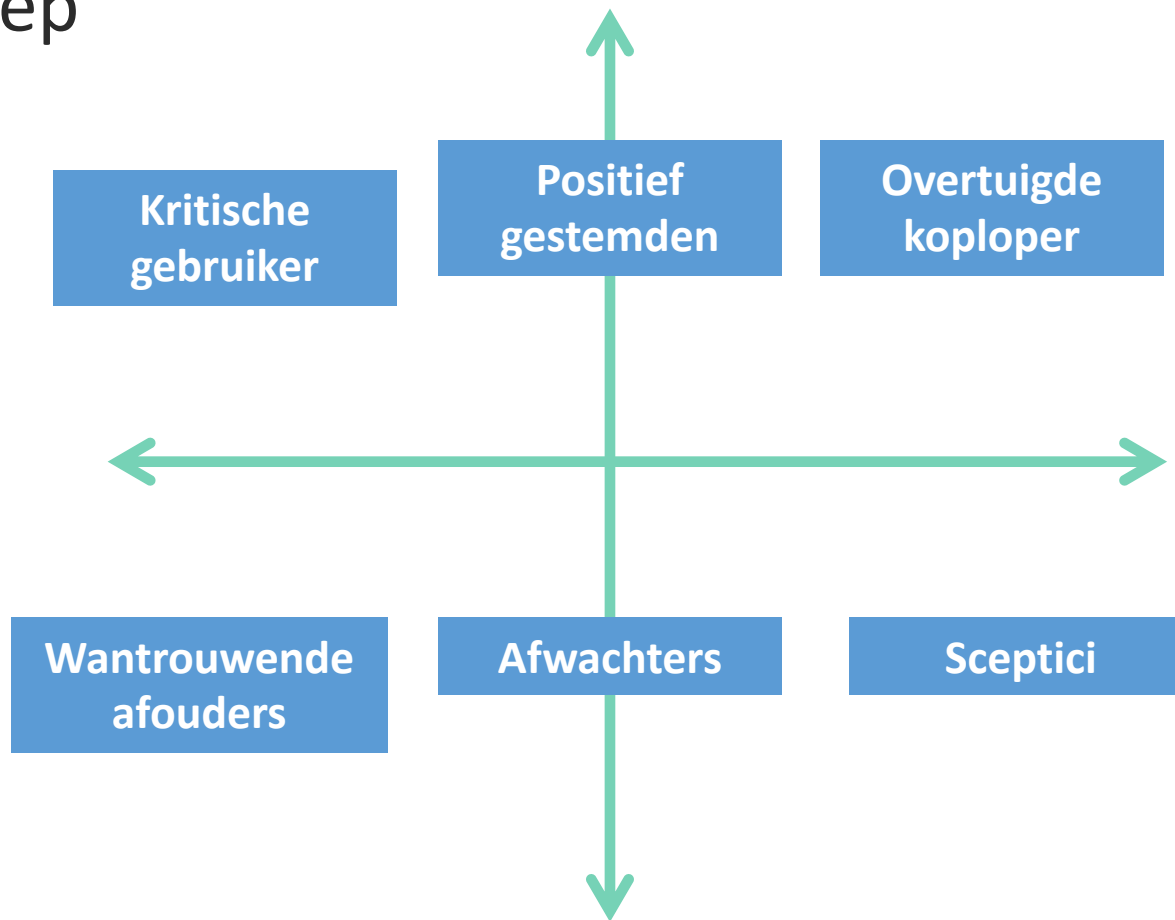 ep
Kritische
gebruiker
Positief
gestemden
Overtuigde
koploper
Wantrouwende
afouders
Afwachters
Sceptici